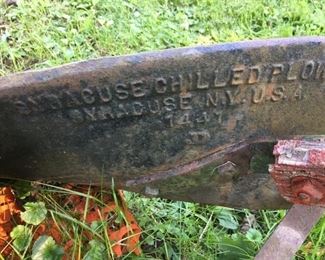 SYRACUSE CHILLED PLOW
SYRACUSE N.Y. U.S.A.
1441